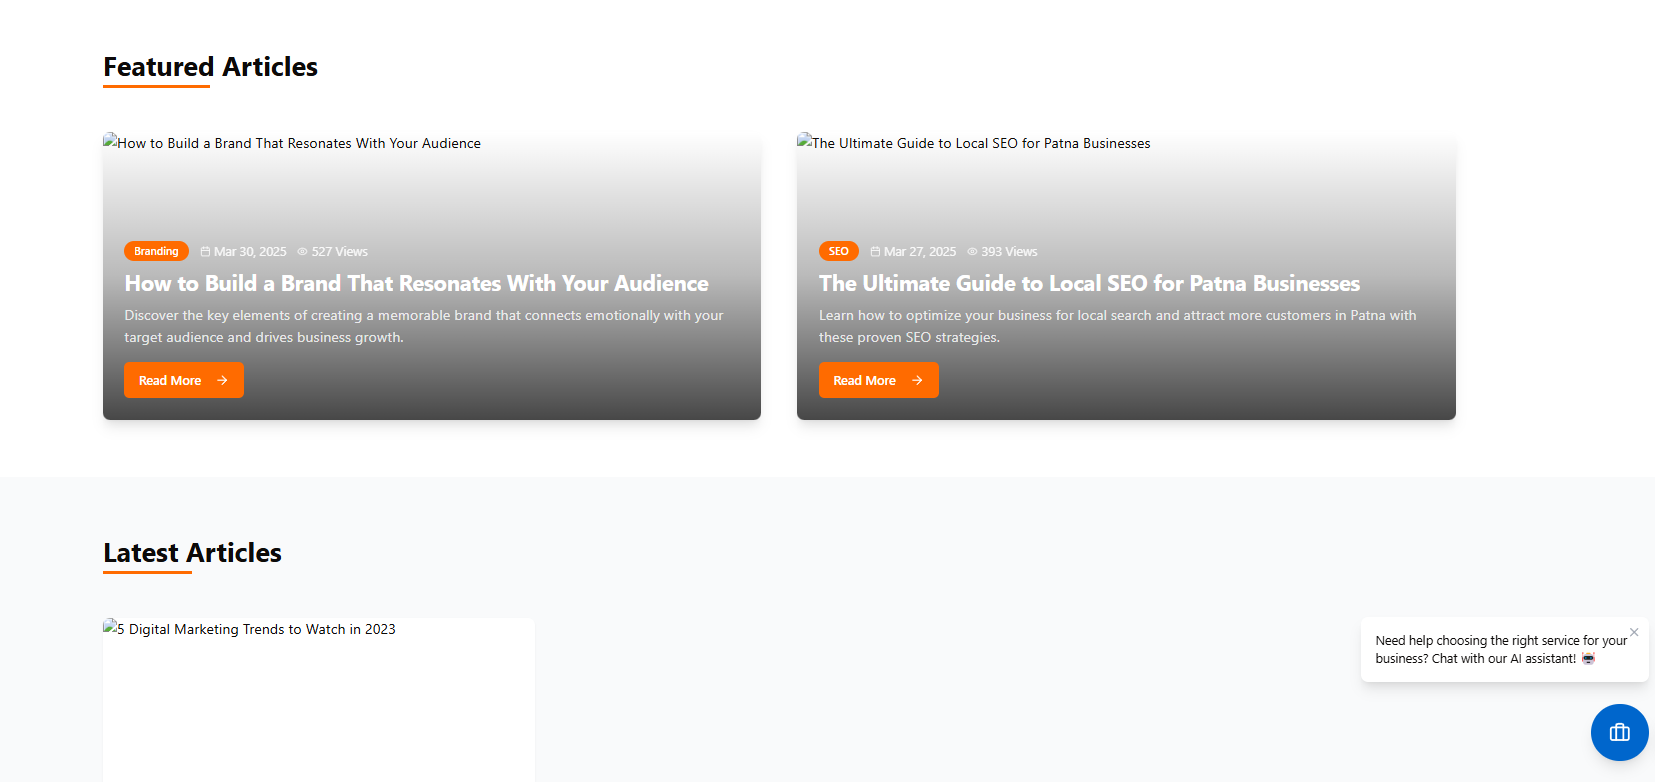 Featured Articles
How to Build a Brand That Resonates With Your Audience
Branding Mar 30, 2025 527 Views
How to Build a Brand That Resonates With Your Audience
Discover the key elements of creating a memorable brand that connects emotionally with your
target audience and drives business growth.
Read More
The Ultimate Guide to Local SEO for Patna Businesses
SEO Mar 27, 2025 393 Views
The Ultimate Guide to Local SEO for Patna Businesses
Learn how to optimize your business for local search and attract more customers in Patna with
these proven SEO strategies.
Read More
Latest Articles
5 Digital Marketing Trends to Watch in 2023
Need help choosing the right service for your
business? Chat with our AI assistant! 🤖